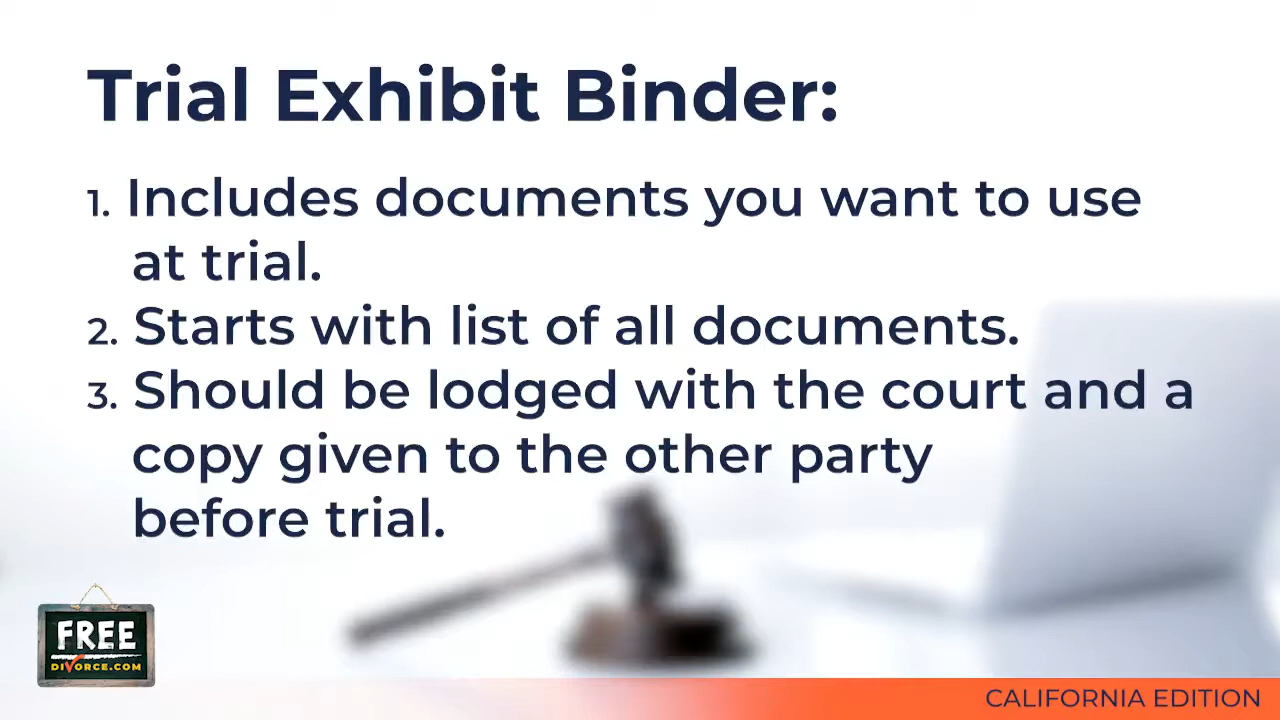 Trial Exhibit Binder:
1. Includes documents you want to use
at trial.
2. Starts with list of all documents.
3. Should be lodged with the court and a
copy given to the other party
before trial.
FREE
DIVORCE.COM
CALIFORNIA EDITION